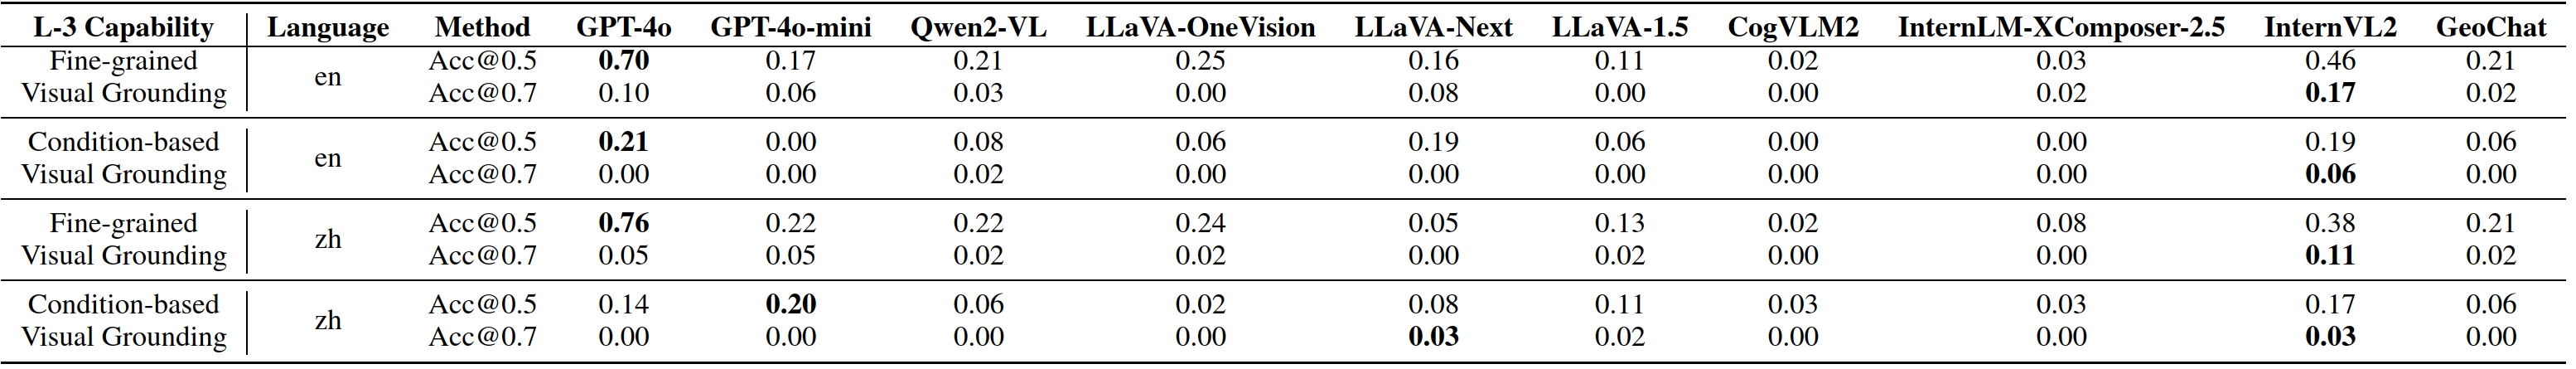 L-3 Capability Language Method GPT-4o GPT-4o-mini Qwen2-VL LLaVA-OneVision LLaVA-Next LLaVA-1.5 CogVLM2 InternLM-XComposer-2.5 InternVL2 GeoChat
Fine-grained Visual Grounding en Acc@0.5 0.70 0.17 0.21 0.25 0.16 0.11 0.02 0.03 0.46 0.21
Acc@0.7 0.10 0.06 0.03 0.00 0.08 0.00 0.00 0.02 0.17 0.02
Condition-based Visual Grounding en Acc@0.5 0.21 0.00 0.08 0.06 0.19 0.06 0.00 0.00 0.19 0.06
Acc@0.7 0.00 0.00 0.02 0.00 0.00 0.00 0.00 0.00 0.06 0.00
Fine-grained Visual Grounding zh Acc@0.5 0.76 0.22 0.22 0.24 0.05 0.13 0.02 0.08 0.38 0.21
Acc@0.7 0.05 0.05 0.02 0.02 0.00 0.02 0.00 0.00 0.11 0.02
Condition-based Visual Grounding zh Acc@0.5 0.14 0.20 0.06 0.02 0.08 0.11 0.03 0.03 0.17 0.06
Acc@0.7 0.00 0.00 0.00 0.00 0.03 0.02 0.00 0.00 0.03 0.00